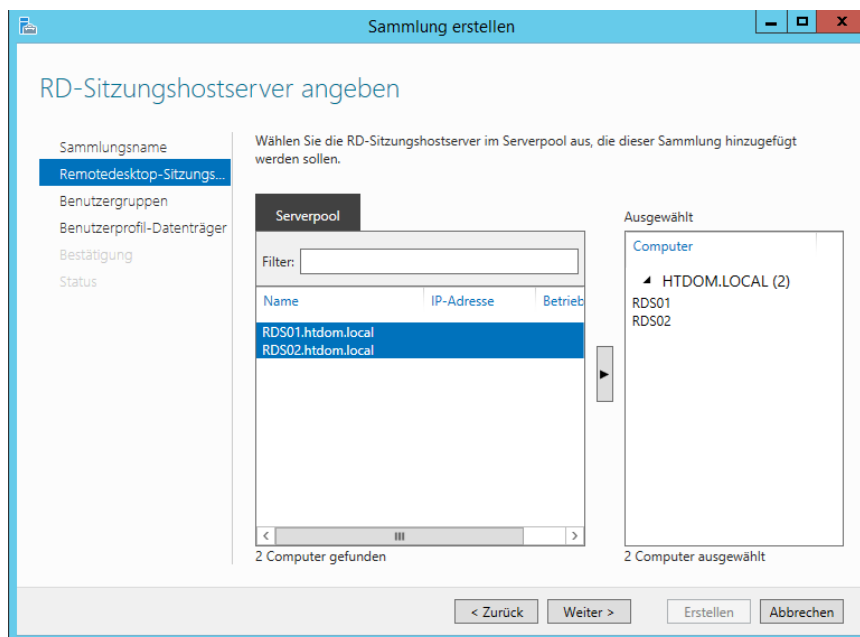 Sammlung erstellen
RD-Sitzungshostserver angeben
Sammlungsname
Remotedesktop-Sitzungs...
Benutzergruppen
Benutzerprofil-Datenträger
Bestätigung
Status
Wählen Sie die RD-Sitzungshostserver im Serverpool aus, die dieser Sammlung hinzugefügt
werden sollen.
Serverpool
Filter:
Name IP-Adresse Betrieb
RDS01.htdom.local
RDS02.htdom.local
2 Computer gefunden
Ausgewählt
Computer
HTDOM.LOCAL (2)
RDS01
RDS02
2 Computer ausgewählt
< Zurück Weiter > Erstellen Abbrechen